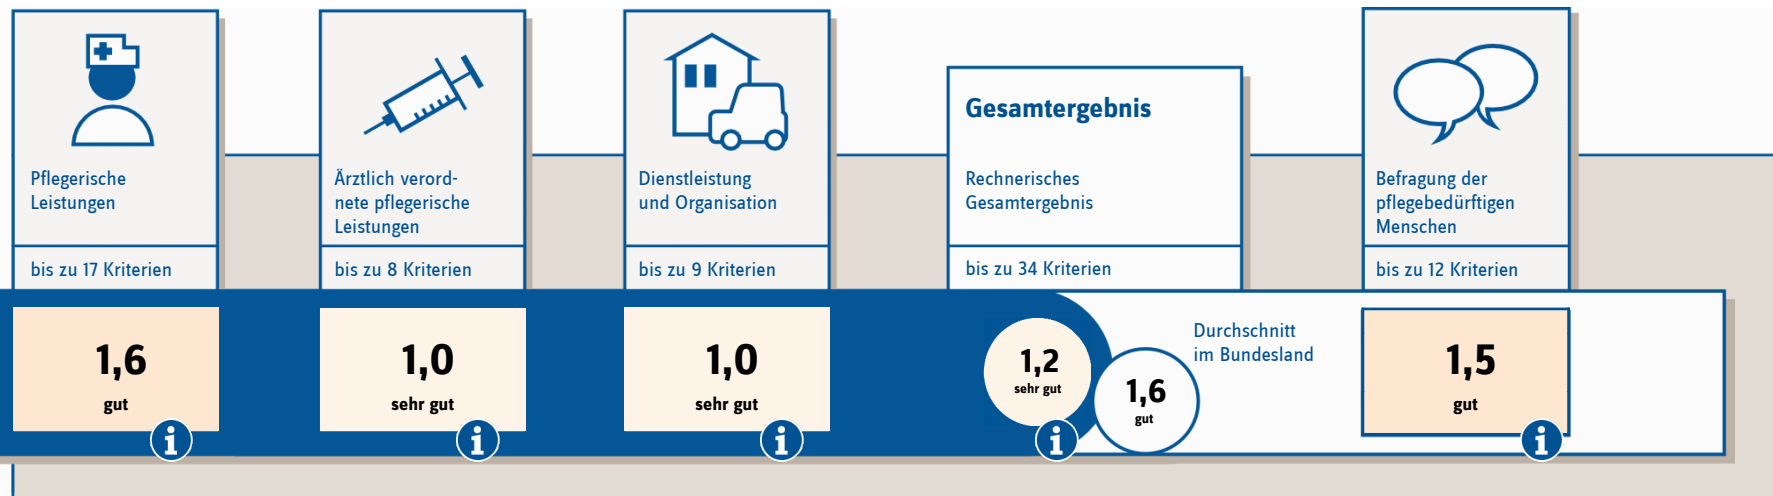 Pflegerische
Leistungen
bis zu 17 Kriterien
1,6
gut
i
Ärztlich verord-
nete pflegerische
Leistungen
bis zu 8 Kriterien
1,0
sehr gut
i
Dienstleistung
und Organisation
bis zu 9 Kriterien
1,0
sehr gut
i
Gesamtergebnis
Rechnerisches
Gesamtergebnis
bis zu 34 Kriterien
1,2
sehr gut
i
Durchschnitt
im Bundesland
1,6
gut
Befragung der
pflegebedürftigen
Menschen
bis zu 12 Kriterien
1,5
gut
i